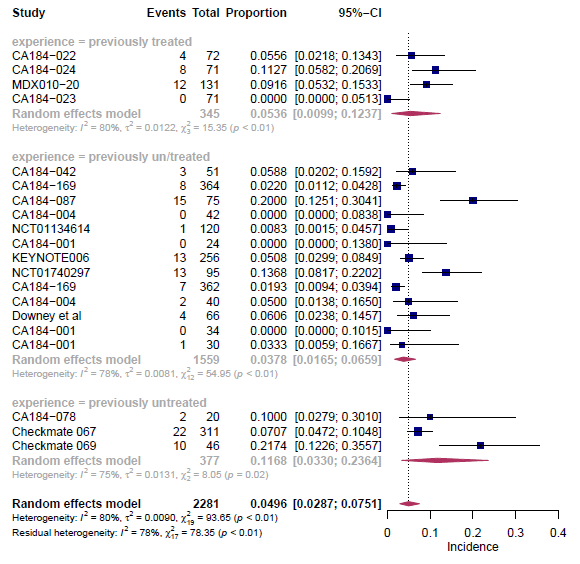 Study Events Total Proportion 95%−CI
experience = previously treated
CA184−022 4 72 0.0556 [0.0218; 0.1343]
CA184−024 8 71 0.1127 [0.0582; 0.2069]
MDX010−20 12 131 0.0916 [0.0532; 0.1533]
CA184−023 0 71 0.0000 [0.0000; 0.0513]
Random effects model 345 0.0536 [0.0099; 0.1237]
Heterogeneity: I² = 80%, τ² = 0.0122, χ²₃ = 15.35 (p < 0.01)
experience = previously un/treated
CA184−042 3 51 0.0588 [0.0202; 0.1592]
CA184−169 8 364 0.0220 [0.0112; 0.0428]
CA184−087 15 75 0.2000 [0.1251; 0.3041]
CA184−004 0 42 0.0000 [0.0000; 0.0838]
NCT01134614 1 120 0.0083 [0.0015; 0.0457]
CA184−001 0 24 0.0000 [0.0000; 0.1380]
KEYNOTE006 13 256 0.0508 [0.0299; 0.0849]
NCT01740297 13 95 0.1368 [0.0817; 0.2202]
CA184−169 7 362 0.0193 [0.0094; 0.0394]
CA184−004 2 40 0.0500 [0.0138; 0.1650]
Downey et al 4 66 0.0606 [0.0238; 0.1457]
CA184−001 0 34 0.0000 [0.0000; 0.1015]
CA184−001 1 30 0.0333 [0.0059; 0.1667]
Random effects model 1559 0.0378 [0.0165; 0.0659]
Heterogeneity: I² = 78%, τ² = 0.0081, χ²₁₂ = 54.95 (p < 0.01)
experience = previously untreated
CA184−078 2 20 0.1000 [0.0279; 0.3010]
Checkmate 067 22 311 0.0707 [0.0472; 0.1048]
Checkmate 069 10 46 0.2174 [0.1226; 0.3557]
Random effects model 377 0.1168 [0.0330; 0.2364]
Heterogeneity: I² = 75%, τ² = 0.0131, χ²₂ = 8.05 (p = 0.02)
Random effects model 2281 0.0496 [0.0287; 0.0751]
Heterogeneity: I² = 80%, τ² = 0.0090, χ²₁₉ = 93.65 (p < 0.01)
Residual heterogeneity: I² = 78%, χ²₁₇ = 78.35 (p < 0.01)
0 0.1 0.2 0.3 0.4
Incidence